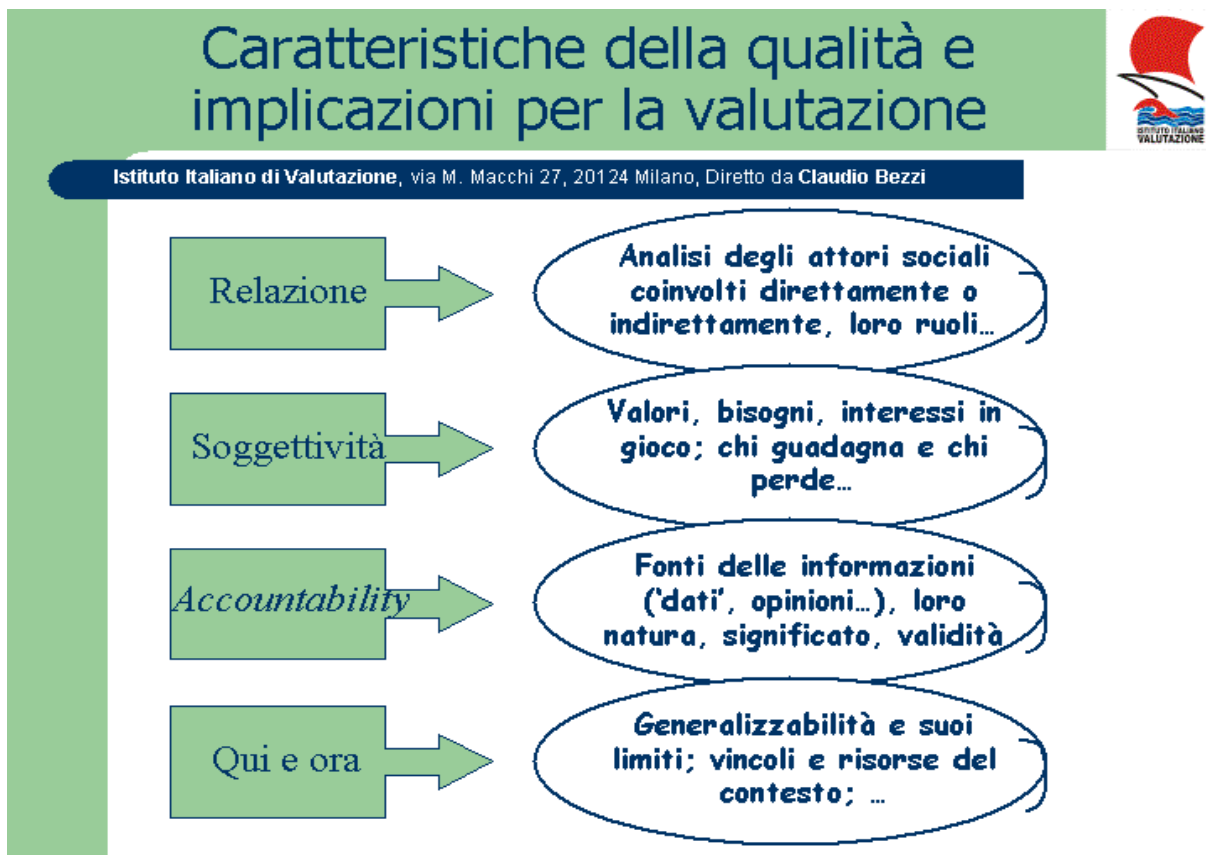 Caratteristiche della qualità e
implicazioni per la valutazione
ISTITUTO ITALIANO
VALUTAZIONE
Istituto Italiano di Valutazione, via M. Macchi 27, 20124 Milano, Diretto da Claudio Bezzi
Relazione
Analisi degli attori sociali
coinvolti direttamente o
indirettamente, loro ruoli…
Soggettività
Valori, bisogni, interessi in
gioco; chi guadagna e chi
perde…
Accountability
Fonti delle informazioni
(‘dati’, opinioni…), loro
natura, significato, validità
Qui e ora
Generalizzabilità e suoi
limiti; vincoli e risorse del
contesto; …